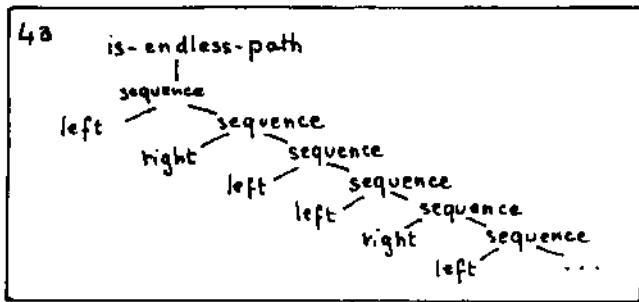 4a
is-endless-path
sequence
left sequence
right sequence
left sequence
left sequence
right sequence
left ...